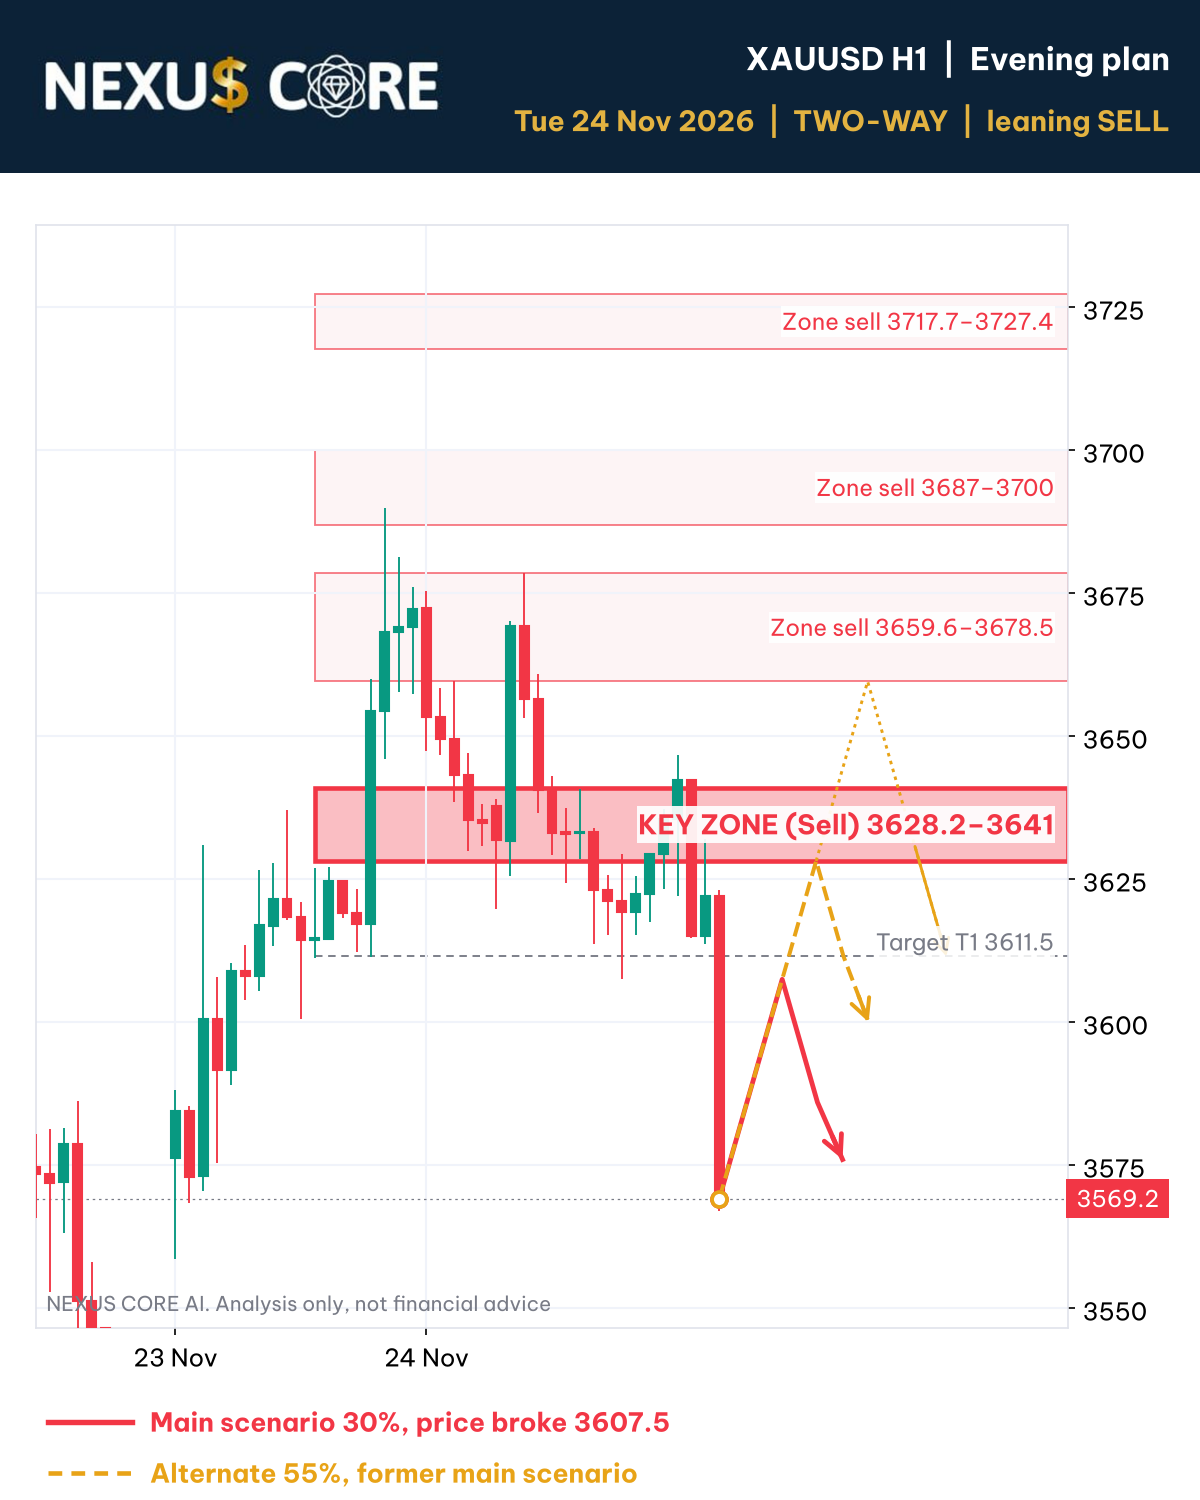 NEXU$ CORE
XAUUSD H1 | Evening plan
Tue 24 Nov 2026 | TWO-WAY | leaning SELL
3725
Zone sell 3717.7–3727.4
3700
Zone sell 3687–3700
3675
Zone sell 3659.6–3678.5
3650
KEY ZONE (Sell) 3628.2–3641
3625
Target T1 3611.5
3600
3575
3569.2
NEXUS CORE AI. Analysis only, not financial advice
3550
23 Nov 24 Nov
Main scenario 30%, price broke 3607.5
Alternate 55%, former main scenario